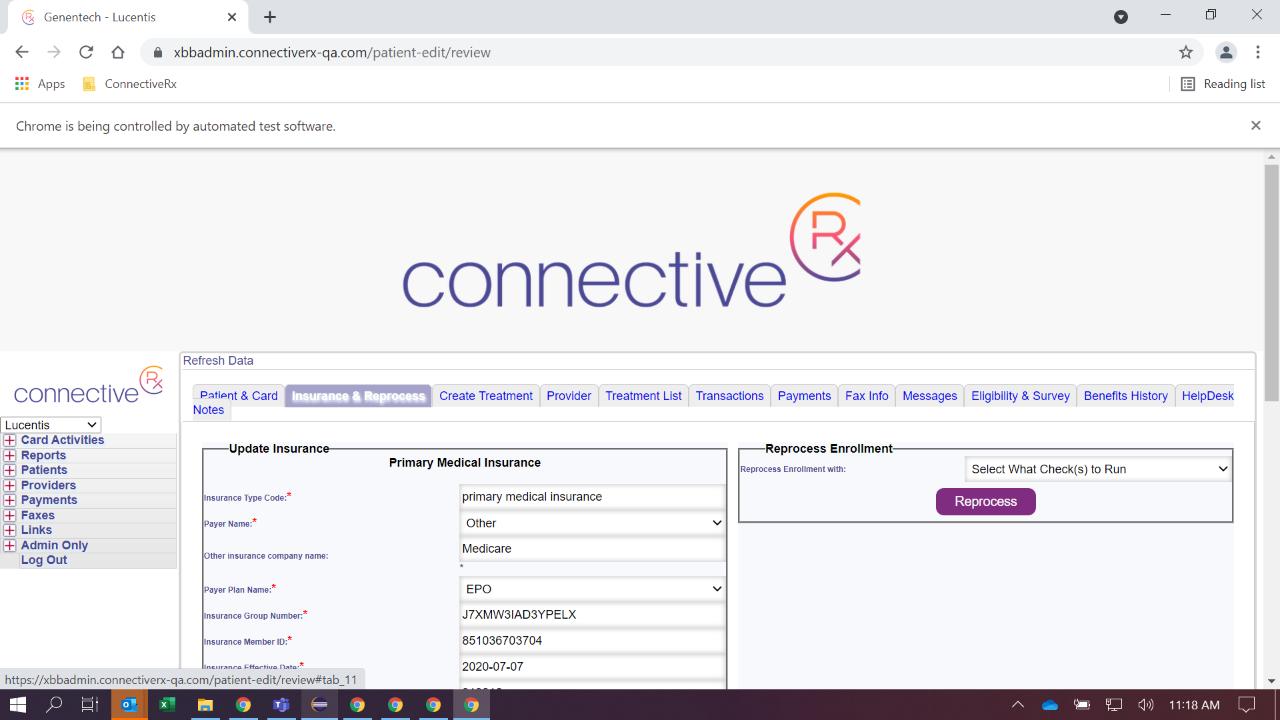 Genentech - Lucentis
xbbadmin.connectiverx-qa.com/patient-edit/review
Apps ConnectiveRx Reading list
Chrome is being controlled by automated test software.
connective Rx
connective Rx
Lucentis
Card Activities
Reports
Patients
Providers
Payments
Faxes
Links
Admin Only
Log Out
Refresh Data
Patient & Card Insurance & Reprocess Create Treatment Provider Treatment List Transactions Payments Fax Info Messages Eligibility & Survey Benefits History HelpDesk
Notes
Update Insurance
Primary Medical Insurance
Insurance Type Code:* primary medical insurance
Payer Name:* Other
Other insurance company name: Medicare
*
Payer Plan Name:* EPO
Insurance Group Number:* J7XMW3IAD3YPELX
Insurance Member ID:* 851036703704
Insurance Effective Date:* 2020-07-07
Reprocess Enrollment
Reprocess Enrollment with: Select What Check(s) to Run
Reprocess
https://xbbadmin.connectiverx-qa.com/patient-edit/review#tab_11
11:18 AM